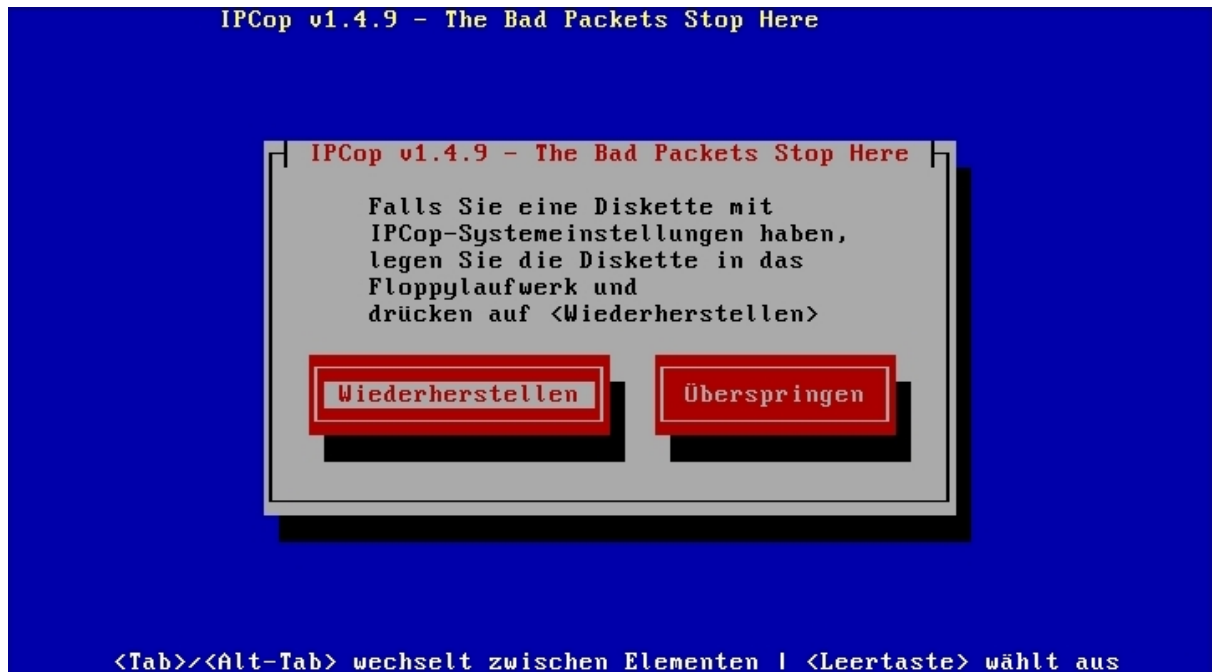 IPCop v1.4.9 - The Bad Packets Stop Here
IPCop v1.4.9 - The Bad Packets Stop Here
Falls Sie eine Diskette mit
IPCop-Systemeinstellungen haben,
legen Sie die Diskette in das
Floppylaufwerk und
drücken auf <Wiederherstellen>
Wiederherstellen Überspringen
<Tab>/<Alt-Tab> wechselt zwischen Elementen | <Leertaste> wählt aus